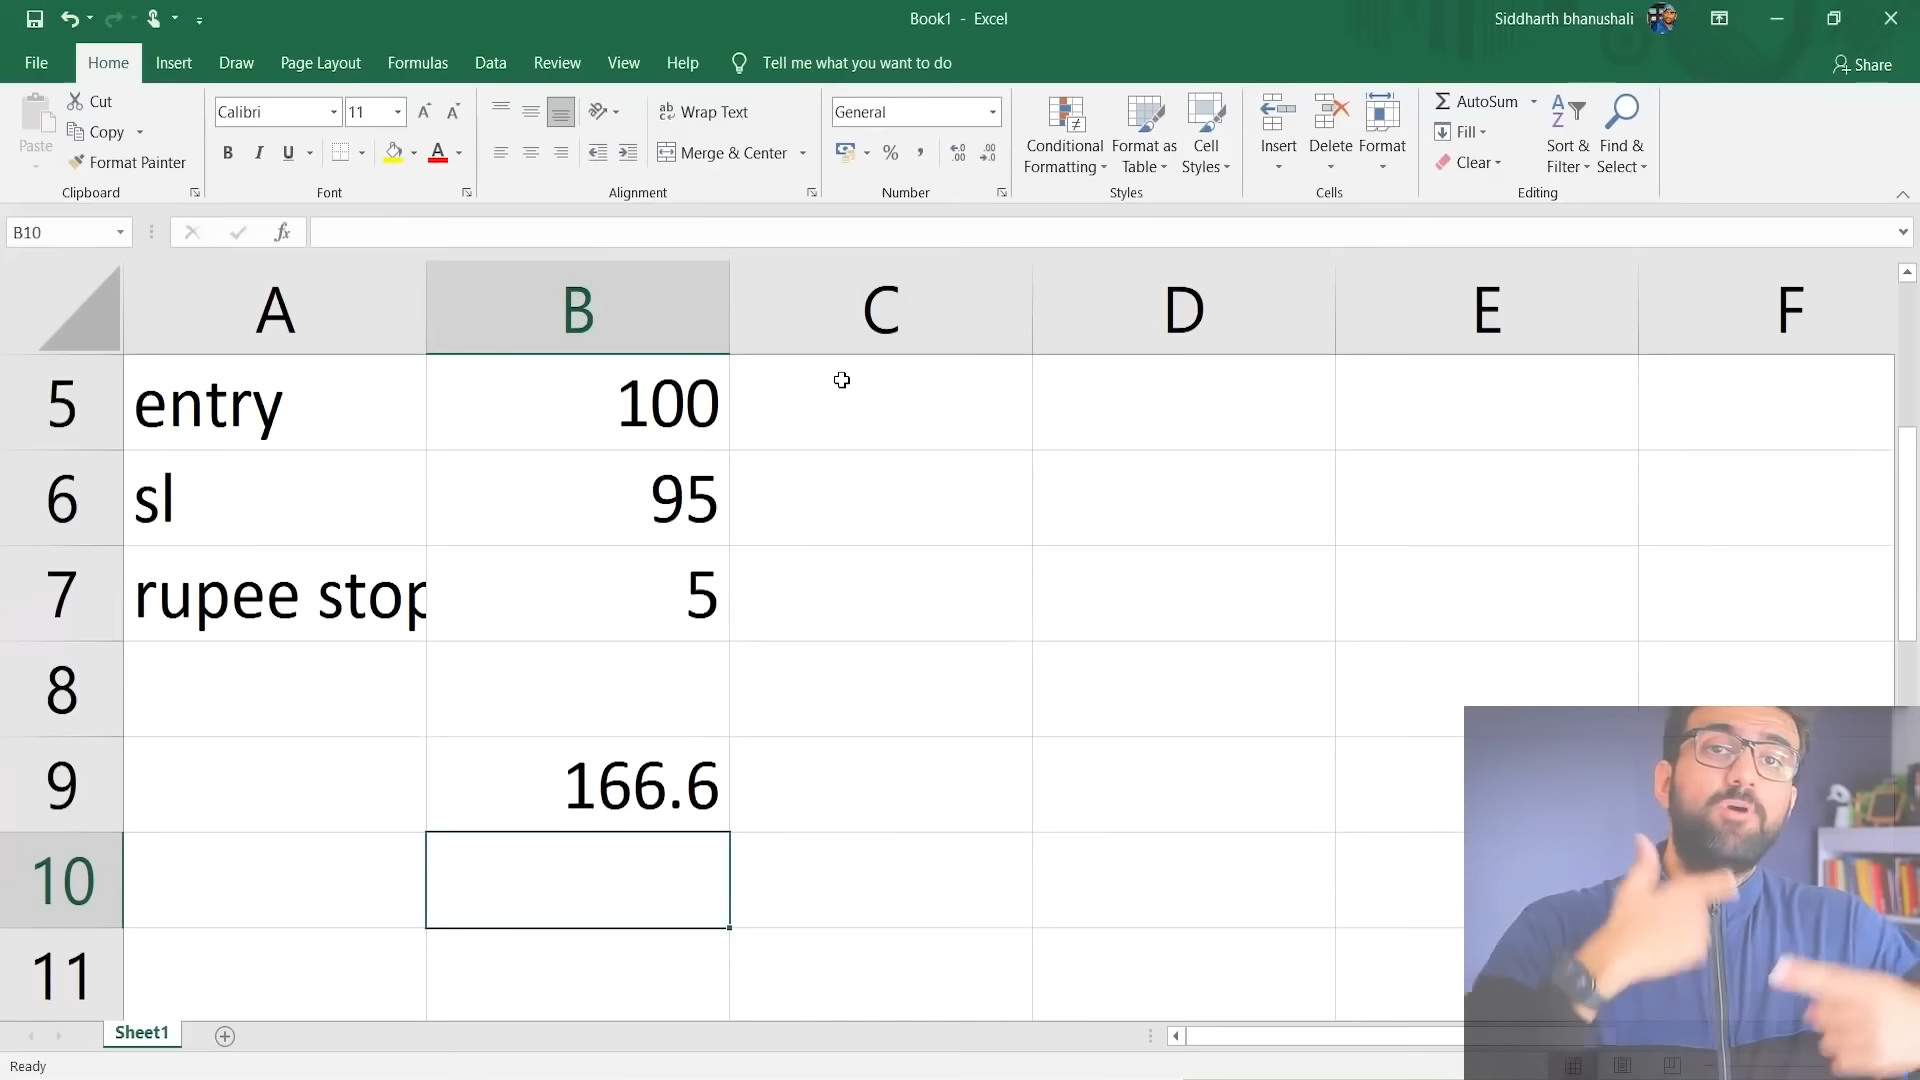 Book1 - Excel
Siddharth bhanushali
File Home Insert Draw Page Layout Formulas Data Review View Help Tell me what you want to do
Share
Paste
Cut
Copy
Format Painter
Clipboard
Calibri 11
B I U
Font
Wrap Text
Merge & Center
Alignment
General
Number
Conditional Formatting
Format as Table
Cell Styles
Styles
Insert
Delete
Format
Cells
AutoSum
Fill
Clear
Sort & Filter
Find & Select
Editing
B10
fx
A B C D E F
5 entry 100
6 sl 95
7 rupee stop 5
8
9 166.6
10
11
Sheet1
Ready